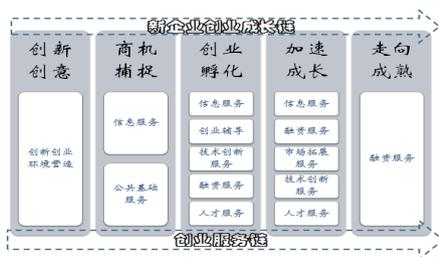 新企业创业成长链
创新
创意
创新创业
环境营造
商机
捕捉
信息服务
公共基础
服务
创业
孵化
信息服务
创业辅导
技术创新
服务
融资服务
人才服务
加速
成长
信息服务
融资服务
市场拓展
服务
技术创新
服务
人才服务
走向
成熟
融资服务
创业服务链